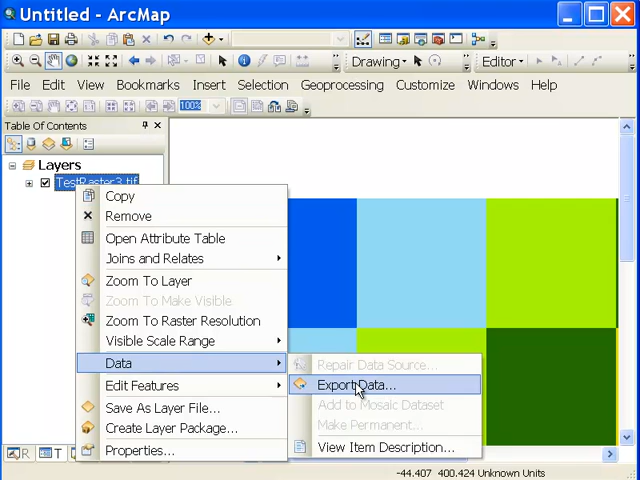 Untitled - ArcMap
Drawing
Editor
File Edit View Bookmarks Insert Selection Geoprocessing Customize Windows Help
100%
Table Of Contents
Layers
TestRaster3.tif
Copy
Remove
Open Attribute Table
Joins and Relates
Zoom To Layer
Zoom To Make Visible
Zoom To Raster Resolution
Visible Scale Range
Data
Repair Data Source...
Export Data...
Add to Mosaic Dataset
Make Permanent...
View Item Description...
Edit Features
Save As Layer File...
Create Layer Package...
Properties...
R T
-44.407 400.424 Unknown Units